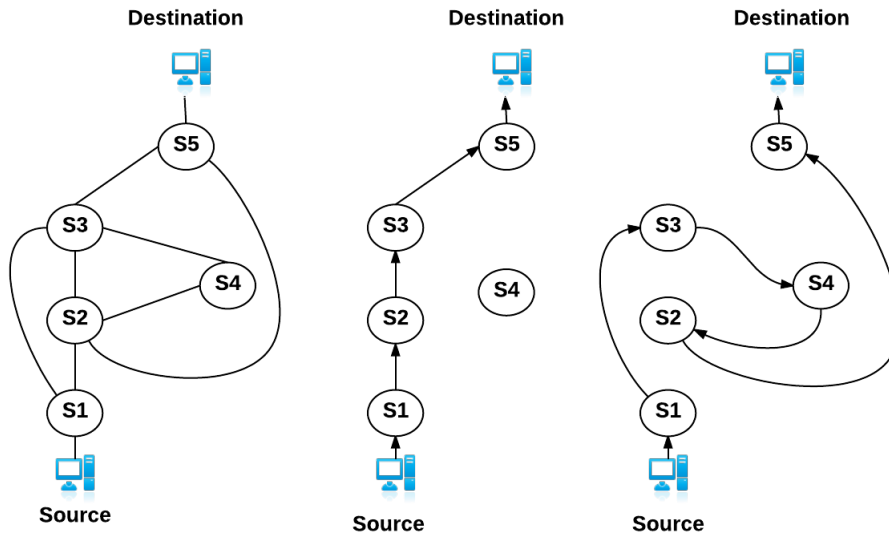 Destination
S5
S3
S4
S2
S1
Source
Destination
S5
S3
S4
S2
S1
Source
Destination
S5
S3
S4
S2
S1
Source